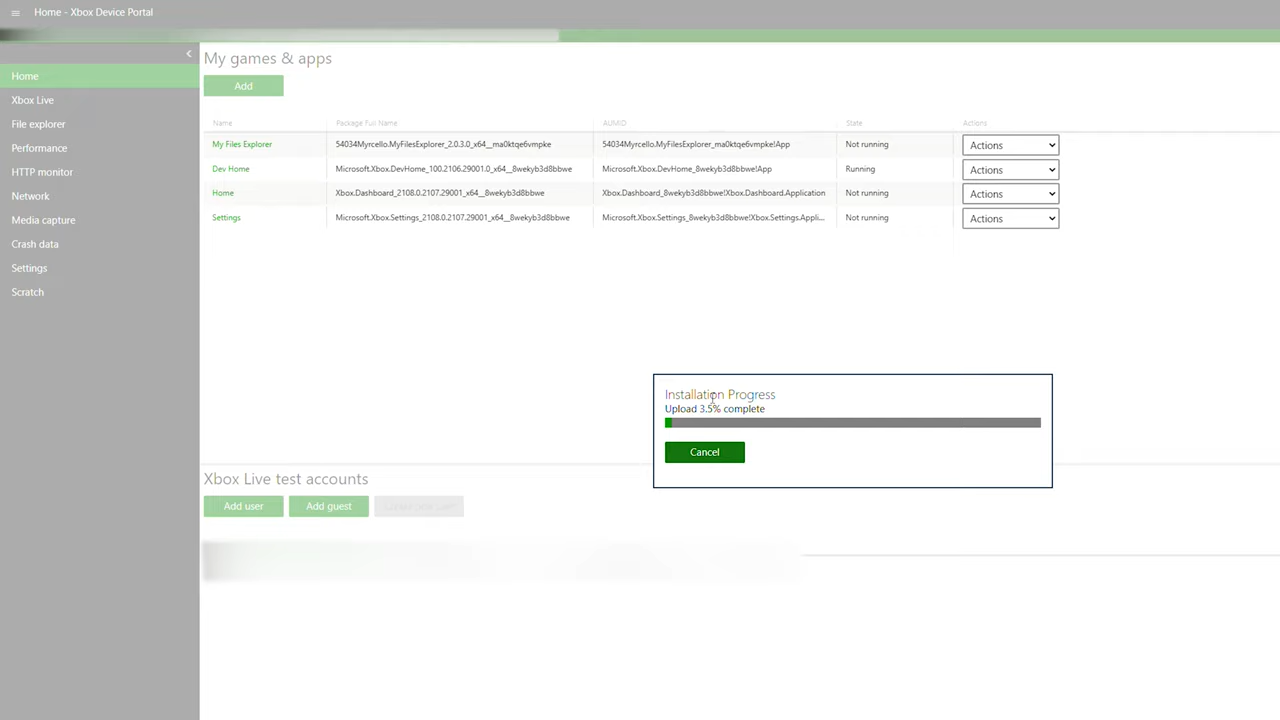 Home - Xbox Device Portal
Home
Xbox Live
File explorer
Performance
HTTP monitor
Network
Media capture
Crash data
Settings
Scratch
My games & apps
Add
Name Package Full Name AUMID State Actions
My Files Explorer 54034Myrcello.MyFilesExplorer_2.0.3.0_x64__ma0ktqe6vmpke 54034Myrcello.MyFilesExplorer_ma0ktqe6vmpke!App Not running Actions
Dev Home Microsoft.Xbox.DevHome_100.2106.29001.0_x64__8wekyb3d8bbwe Microsoft.Xbox.DevHome_8wekyb3d8bbwe!App Running Actions
Home Xbox.Dashboard_2108.0.2107.29001_x64__8wekyb3d8bbwe Xbox.Dashboard_8wekyb3d8bbwe!Xbox.Dashboard.Application Not running Actions
Settings Microsoft.Xbox.Settings_2108.0.2107.29001_x64__8wekyb3d8bbwe Microsoft.Xbox.Settings_8wekyb3d8bbwe!Xbox.Settings.Appli... Not running Actions
Installation Progress
Upload 3.5% complete
Cancel
Xbox Live test accounts
Add user Add guest